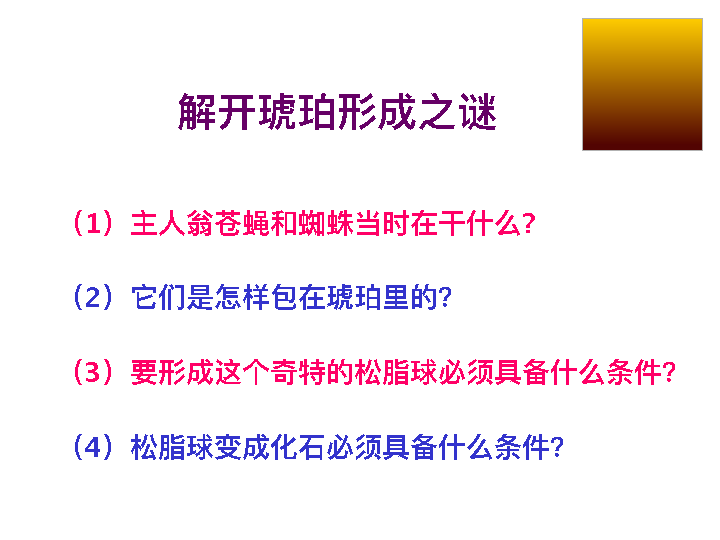 解开琥珀形成之谜
（1）主人翁苍蝇和蜘蛛当时在干什么?
（2）它们是怎样包在琥珀里的?
（3）要形成这个奇特的松脂球必须具备什么条件?
（4）松脂球变成化石必须具备什么条件?